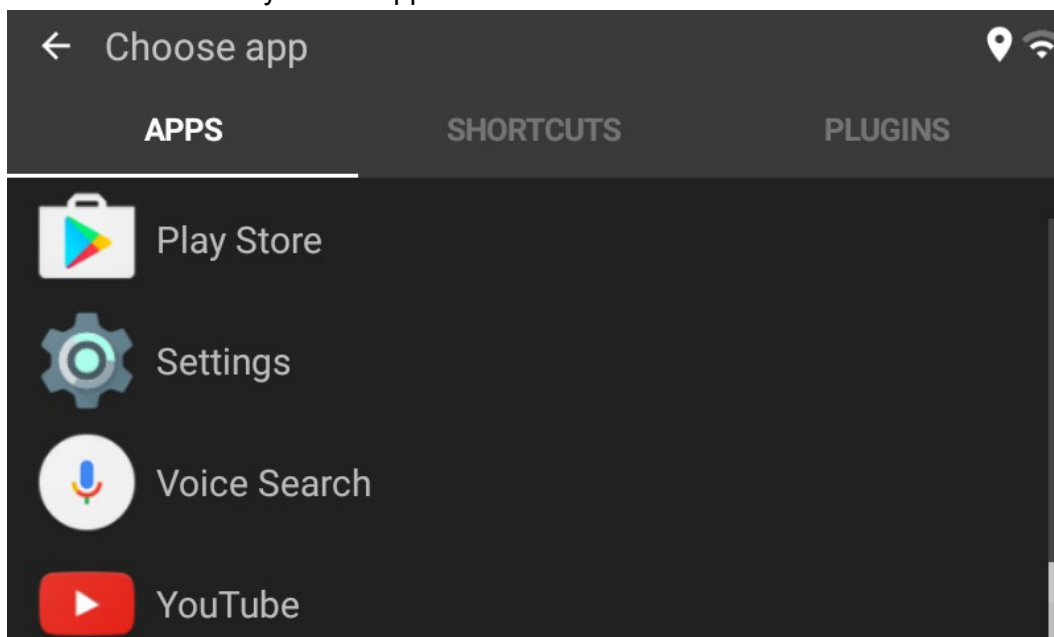 Choose app
APPS SHORTCUTS PLUGINS
Play Store
Settings
Voice Search
YouTube